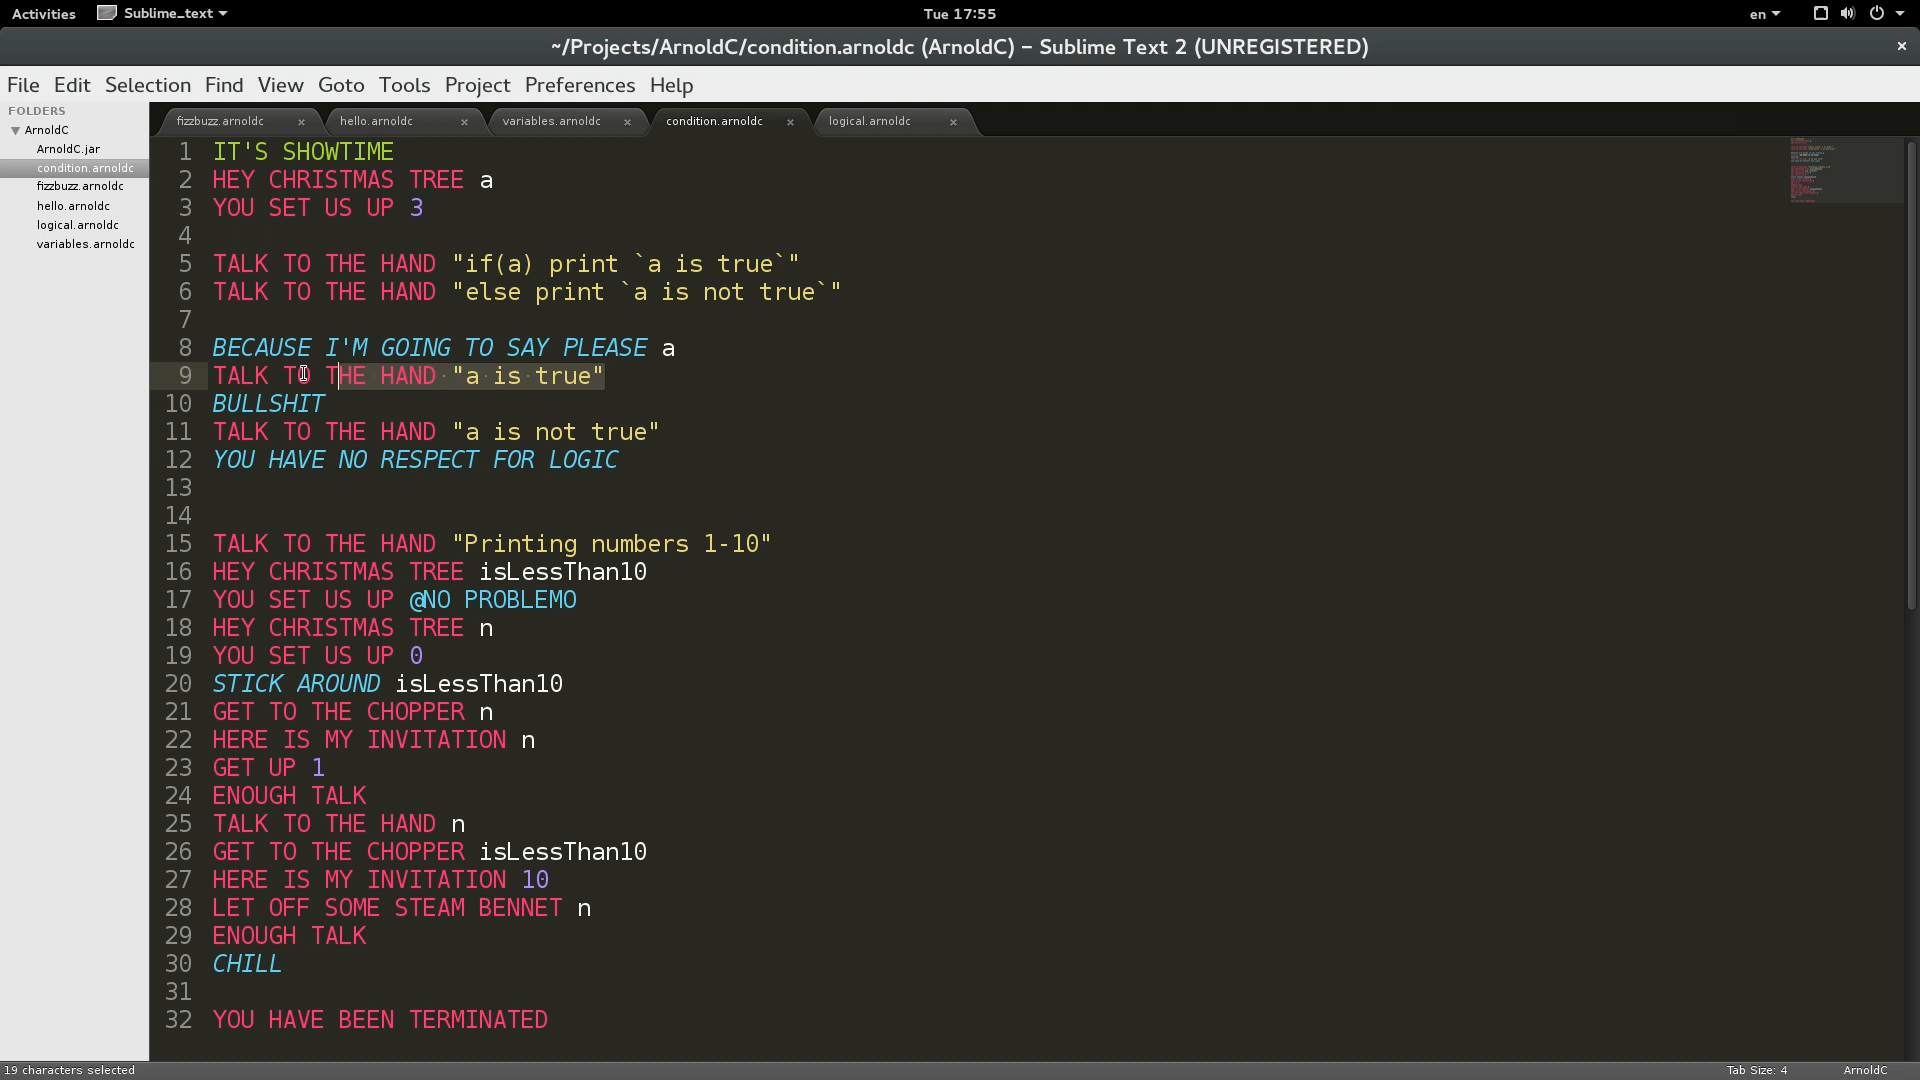 Activities Sublime_text Tue 17:55 en
~/Projects/ArnoldC/condition.arnoldc (ArnoldC) – Sublime Text 2 (UNREGISTERED) ×
File Edit Selection Find View Goto Tools Project Preferences Help
FOLDERS
ArnoldC
ArnoldC.jar
condition.arnoldc
fizzbuzz.arnoldc
hello.arnoldc
logical.arnoldc
variables.arnoldc
fizzbuzz.arnoldc × hello.arnoldc × variables.arnoldc × condition.arnoldc × logical.arnoldc ×
1 IT'S SHOWTIME
2 HEY CHRISTMAS TREE a
3 YOU SET US UP 3
4
5 TALK TO THE HAND "if(a) print `a is true`"
6 TALK TO THE HAND "else print `a is not true`"
7
8 BECAUSE I'M GOING TO SAY PLEASE a
9 TALK TO THE HAND "a is true"
10 BULLSHIT
11 TALK TO THE HAND "a is not true"
12 YOU HAVE NO RESPECT FOR LOGIC
13
14
15 TALK TO THE HAND "Printing numbers 1-10"
16 HEY CHRISTMAS TREE isLessThan10
17 YOU SET US UP @NO PROBLEMO
18 HEY CHRISTMAS TREE n
19 YOU SET US UP 0
20 STICK AROUND isLessThan10
21 GET TO THE CHOPPER n
22 HERE IS MY INVITATION n
23 GET UP 1
24 ENOUGH TALK
25 TALK TO THE HAND n
26 GET TO THE CHOPPER isLessThan10
27 HERE IS MY INVITATION 10
28 LET OFF SOME STEAM BENNET n
29 ENOUGH TALK
30 CHILL
31
32 YOU HAVE BEEN TERMINATED
19 characters selected Tab Size: 4 ArnoldC